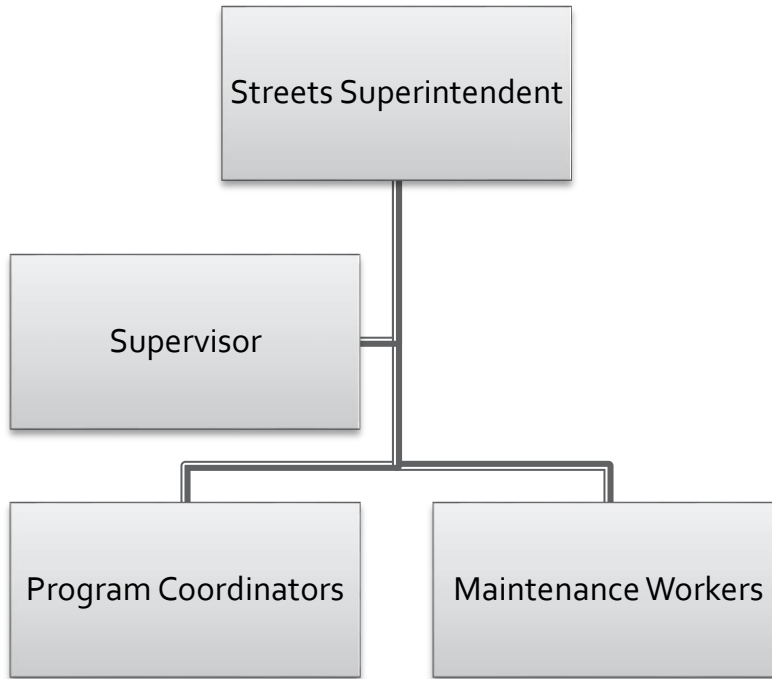 Streets Superintendent
Supervisor
Program Coordinators
Maintenance Workers